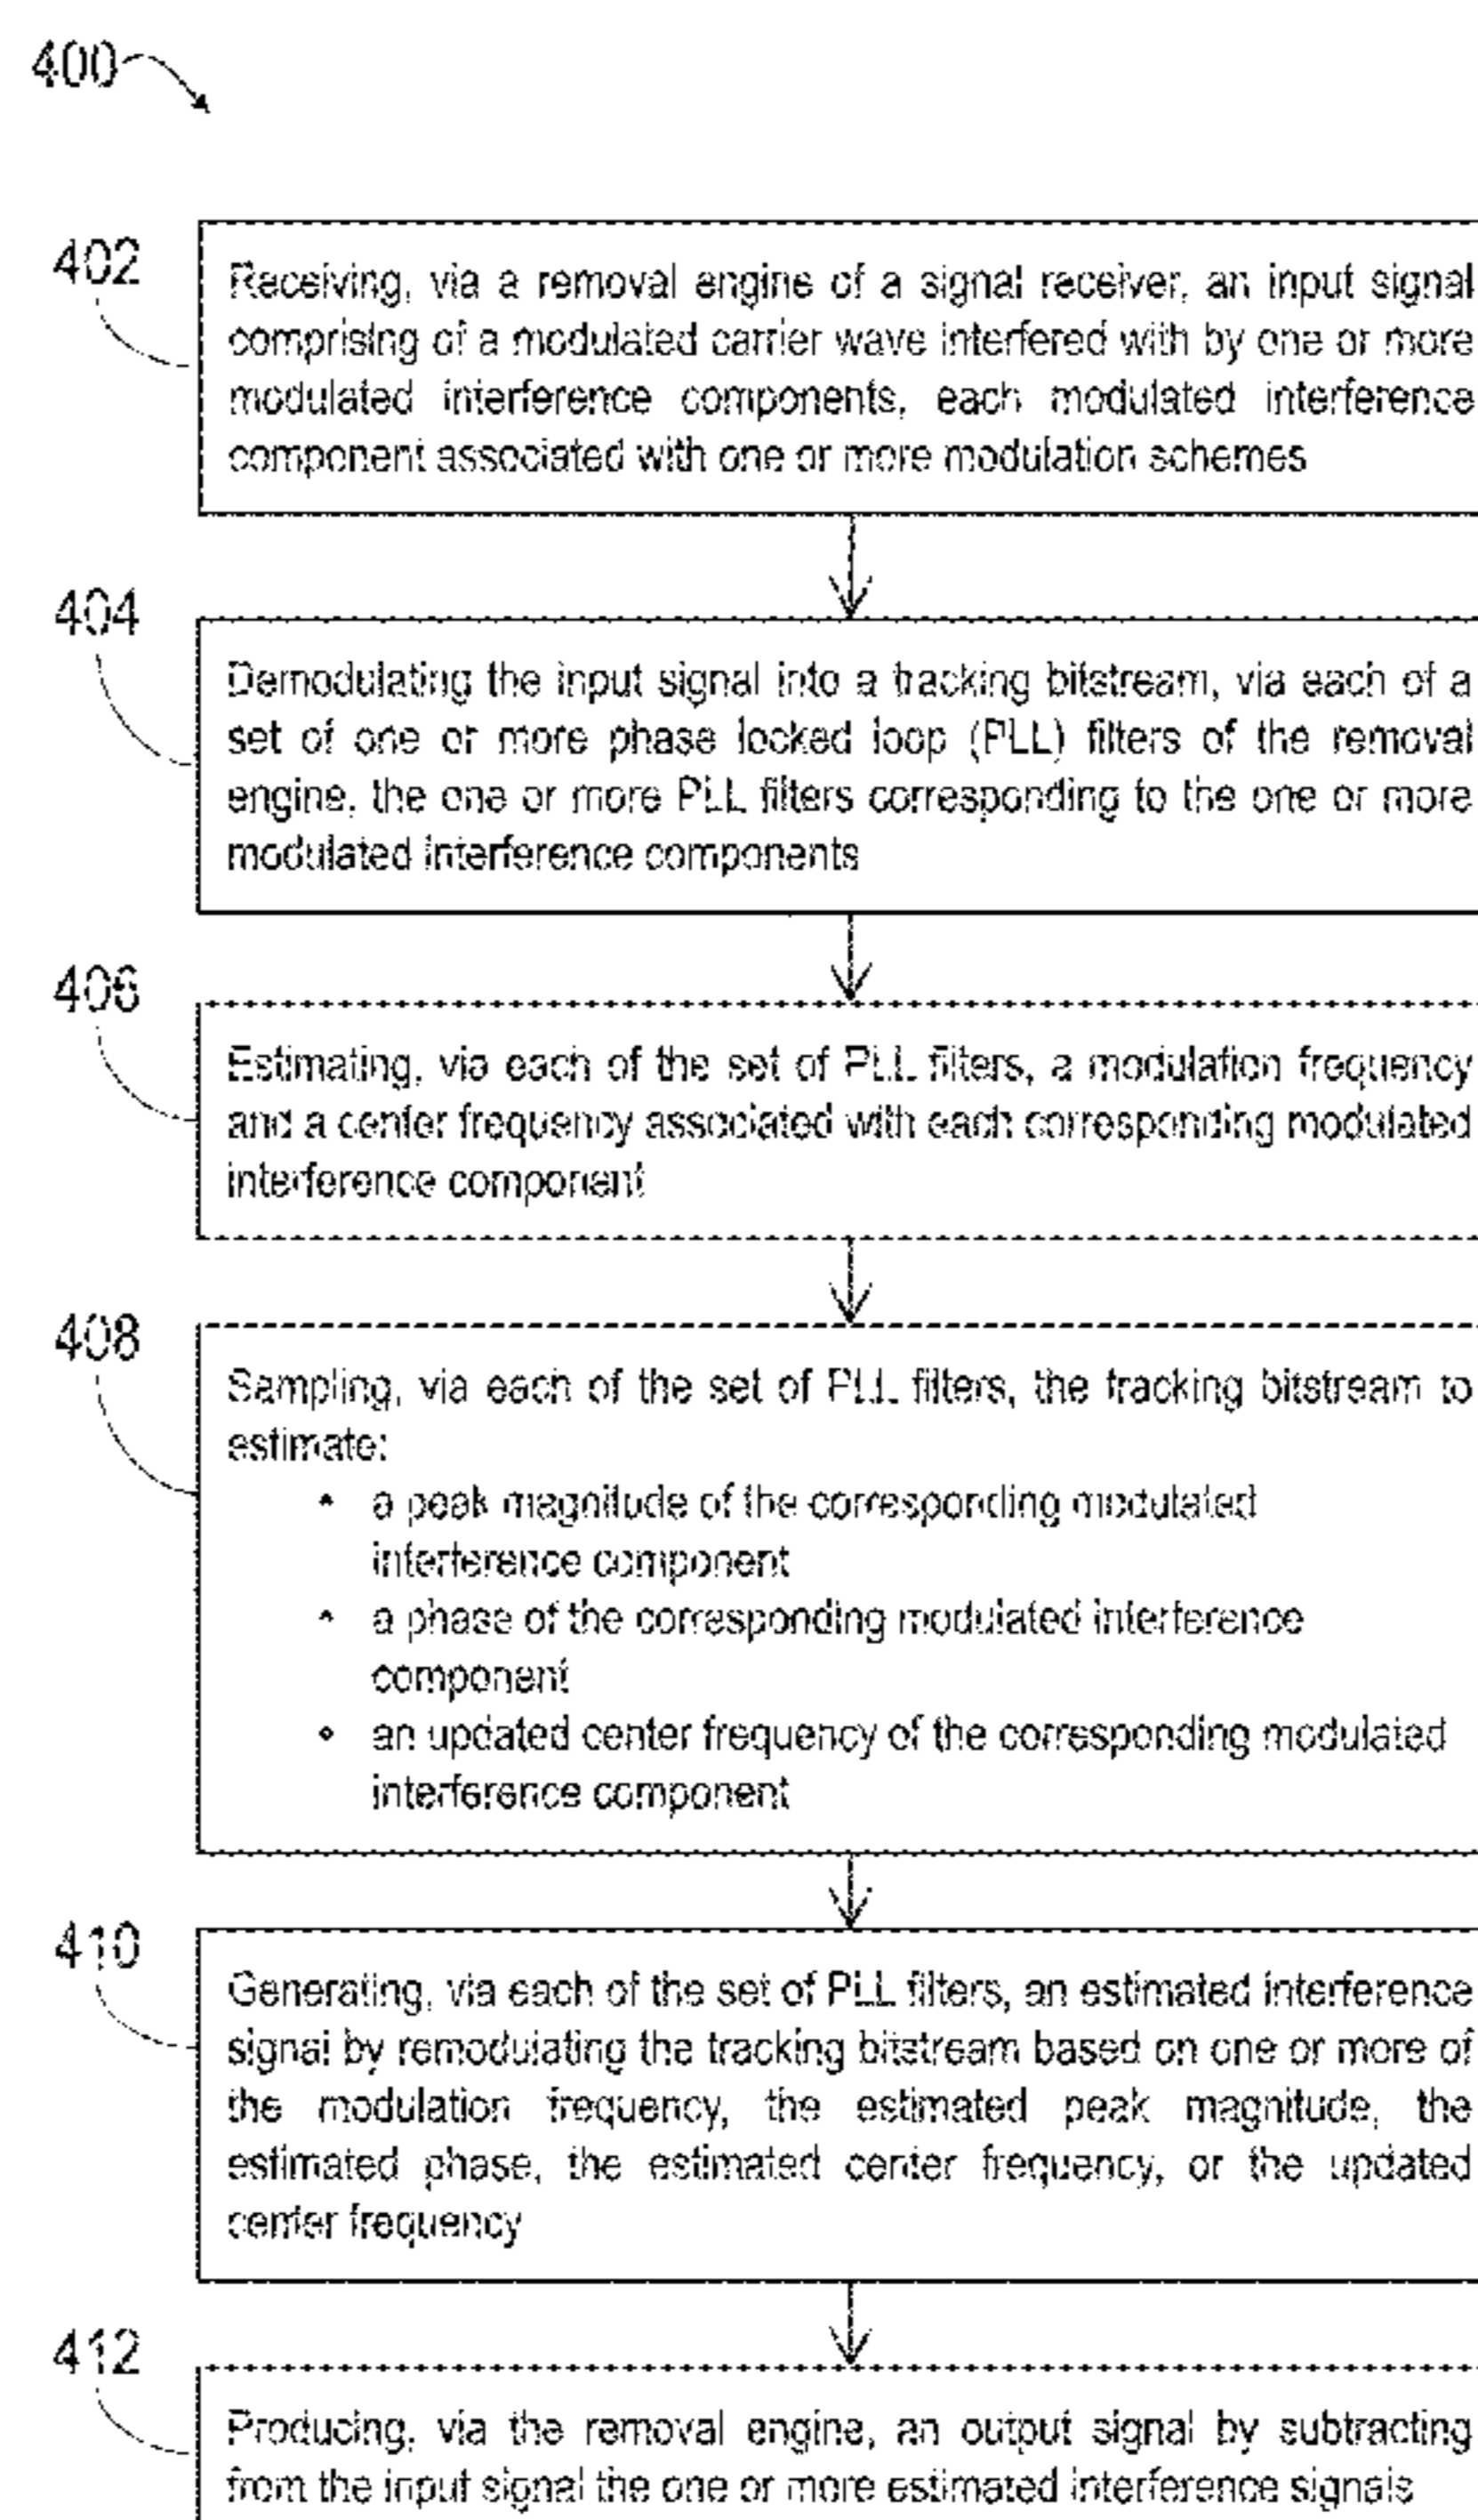 400
402
Receiving, via a removal engine of a signal receiver, an input signal
comprising of a modulated carrier wave interfered with by one or more
modulated interference components, each modulated interference
component associated with one or more modulation schemes
404
Demodulating the input signal into a tracking bitstream, via each of a
set of one or more phase locked loop (PLL) filters of the removal
engine, the one or more PLL filters corresponding to the one or more
modulated interference components
406
Estimating, via each of the set of PLL filters, a modulation frequency
and a center frequency associated with each corresponding modulated
interference component
408
Sampling, via each of the set of PLL filters, the tracking bitstream to
estimate:
• a peak magnitude of the corresponding modulated
interference component
• a phase of the corresponding modulated interference
component
• an updated center frequency of the corresponding modulated
interference component
410
Generating, via each of the set of PLL filters, an estimated interference
signal by remodulating the tracking bitstream based on one or more of
the modulation frequency, the estimated peak magnitude, the
estimated phase, the estimated center frequency, or the updated
center frequency
412
Producing, via the removal engine, an output signal by subtracting
from the input signal the one or more estimated interference signals